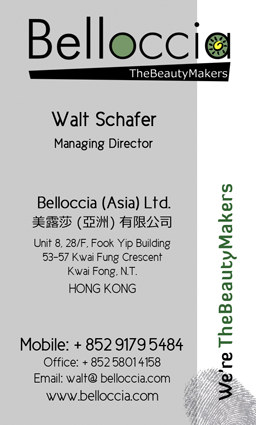 Belloccia
TheBeautyMakers
Walt Schafer
Managing Director
Belloccia (Asia) Ltd.
美露莎 (亞洲) 有限公司
Unit 8, 28/F, Fook Yip Building
53-57 Kwai Fung Crescent
Kwai Fong, N.T.
HONG KONG
Mobile: + 852 9179 5484
Office: + 852 5801 4158
Email: walt@ belloccia.com
www.belloccia.com
We're TheBeautyMakers